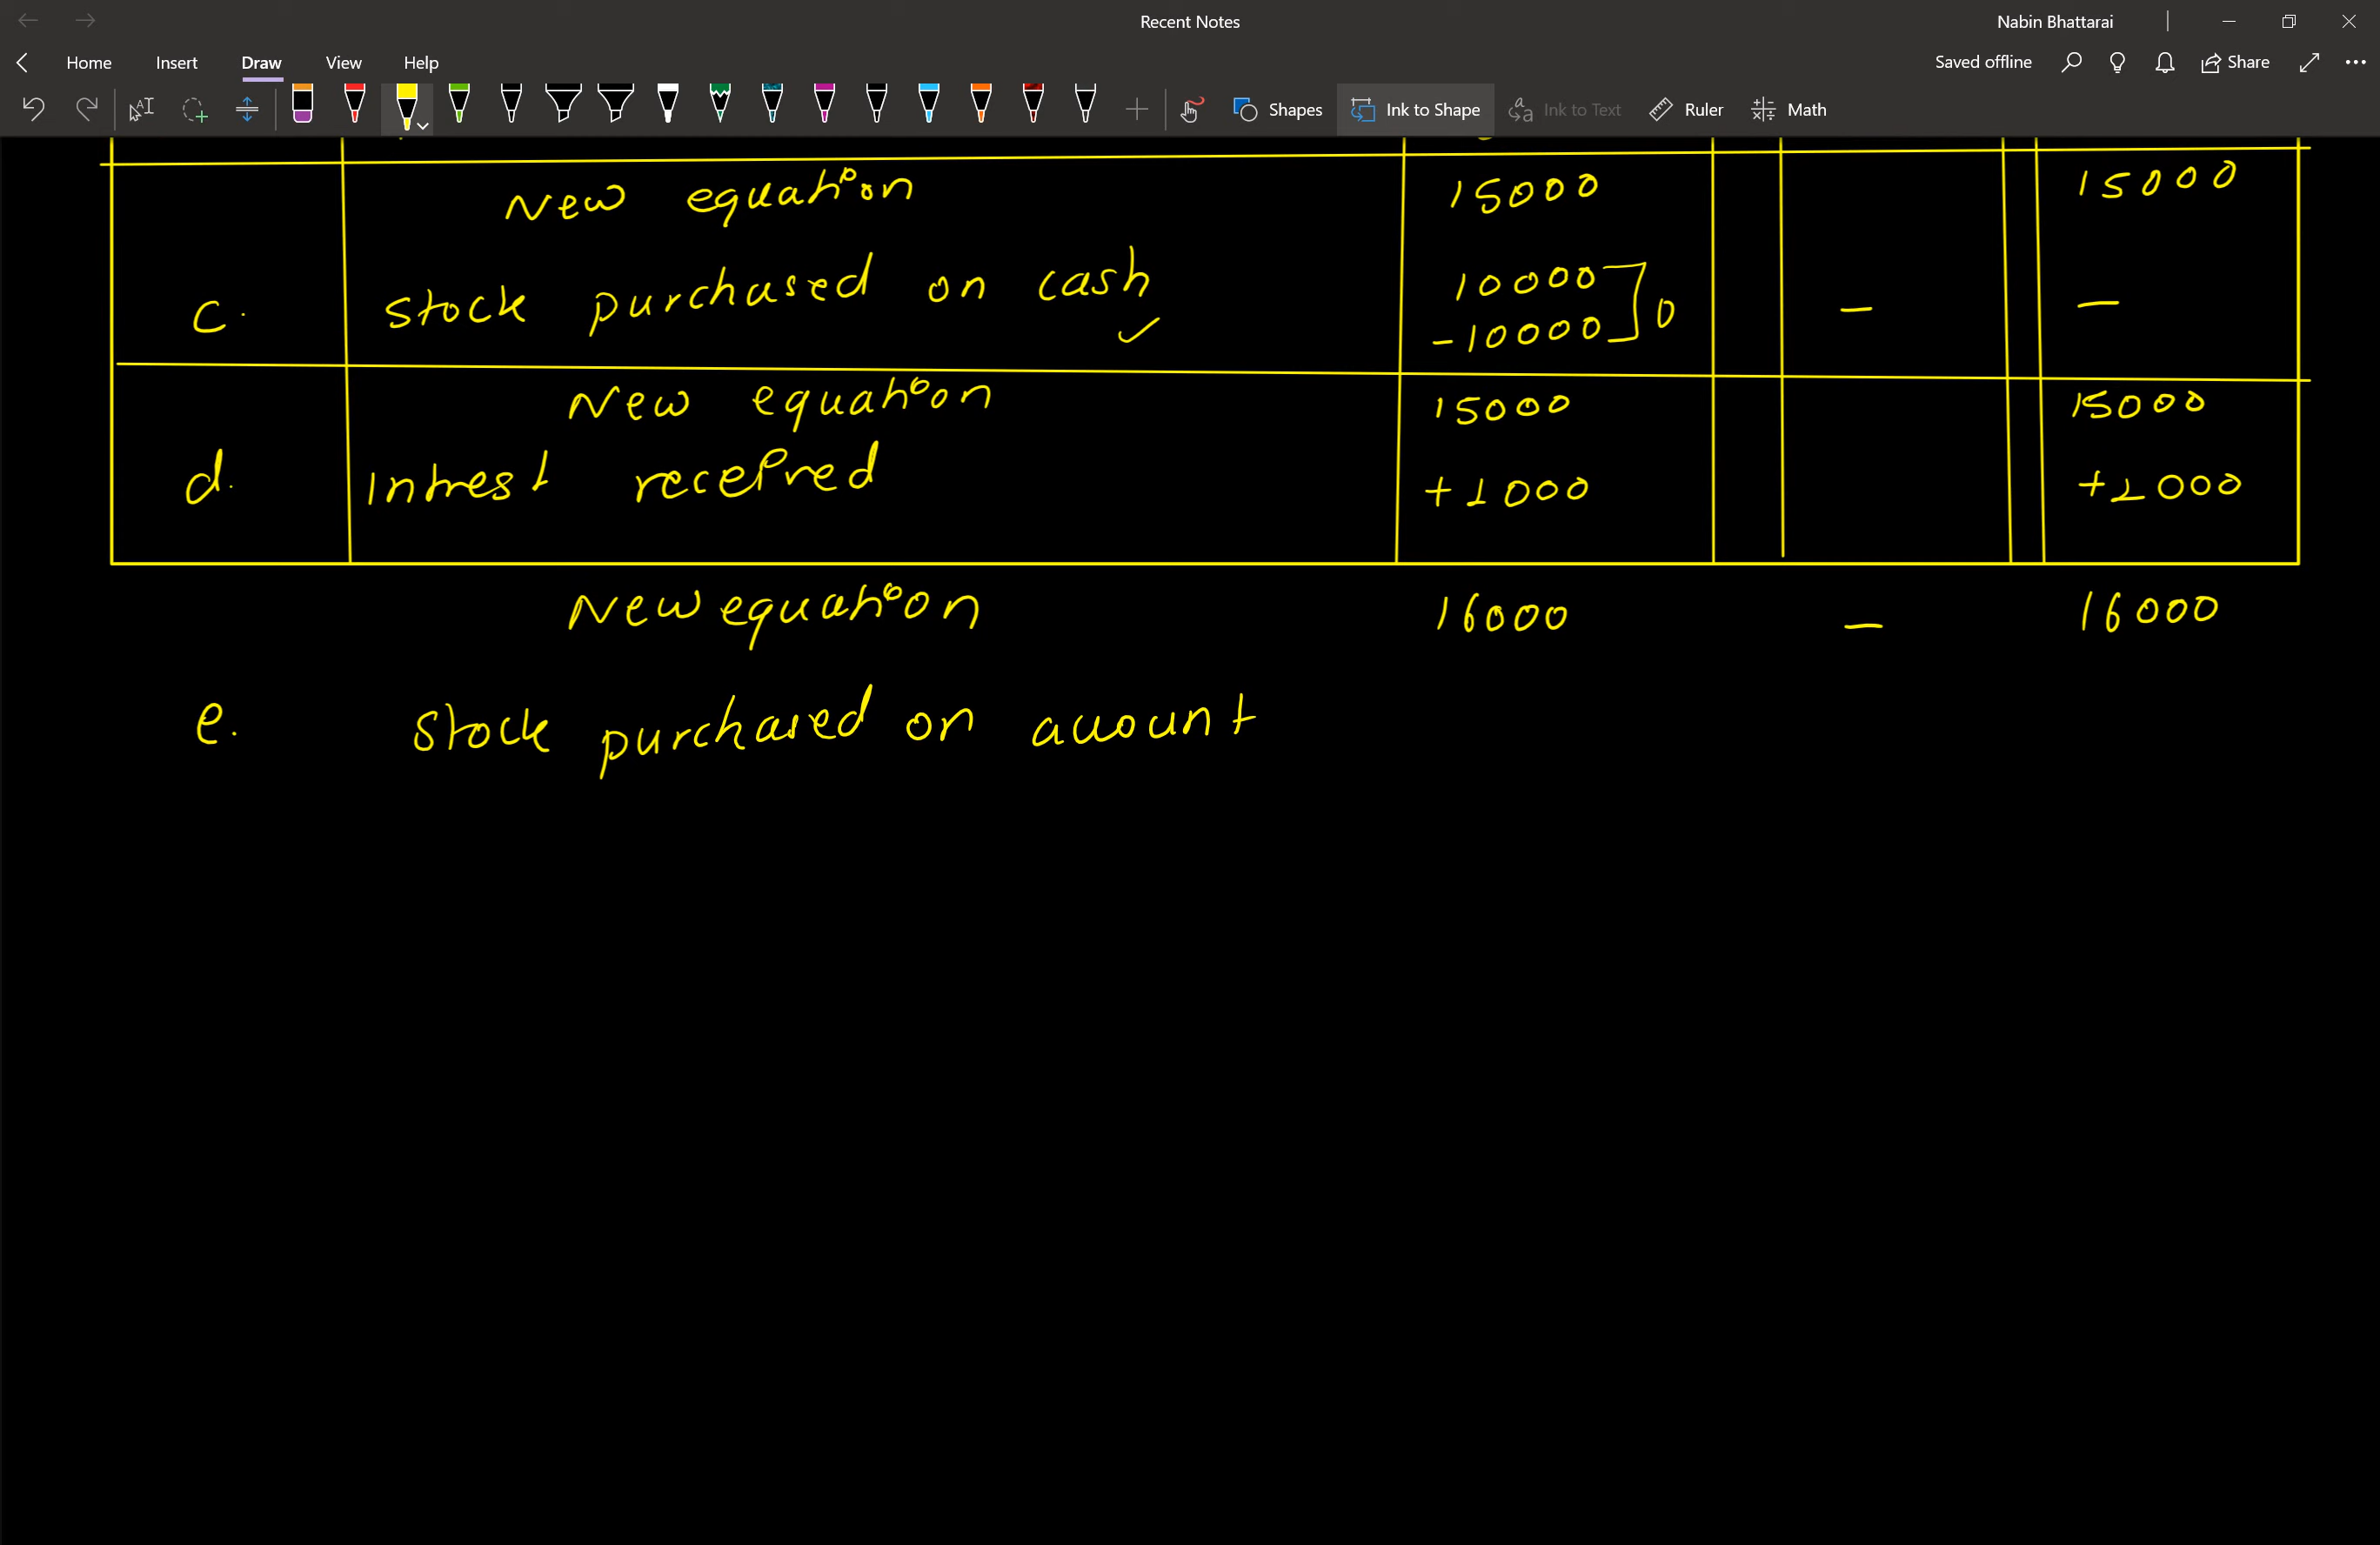 Recent Notes
Nabin Bhattarai
Home Insert Draw View Help
Saved offline
Share
Shapes Ink to Shape Ink to Text Ruler Math
New equation 15000 15000
c. Stock purchased on cash 10000 - -
-10000 ] 0
New equation 15000 15000
d. Intrest received +1000 +1000
New equation 16000 - 16000
e. Stock purchased on account